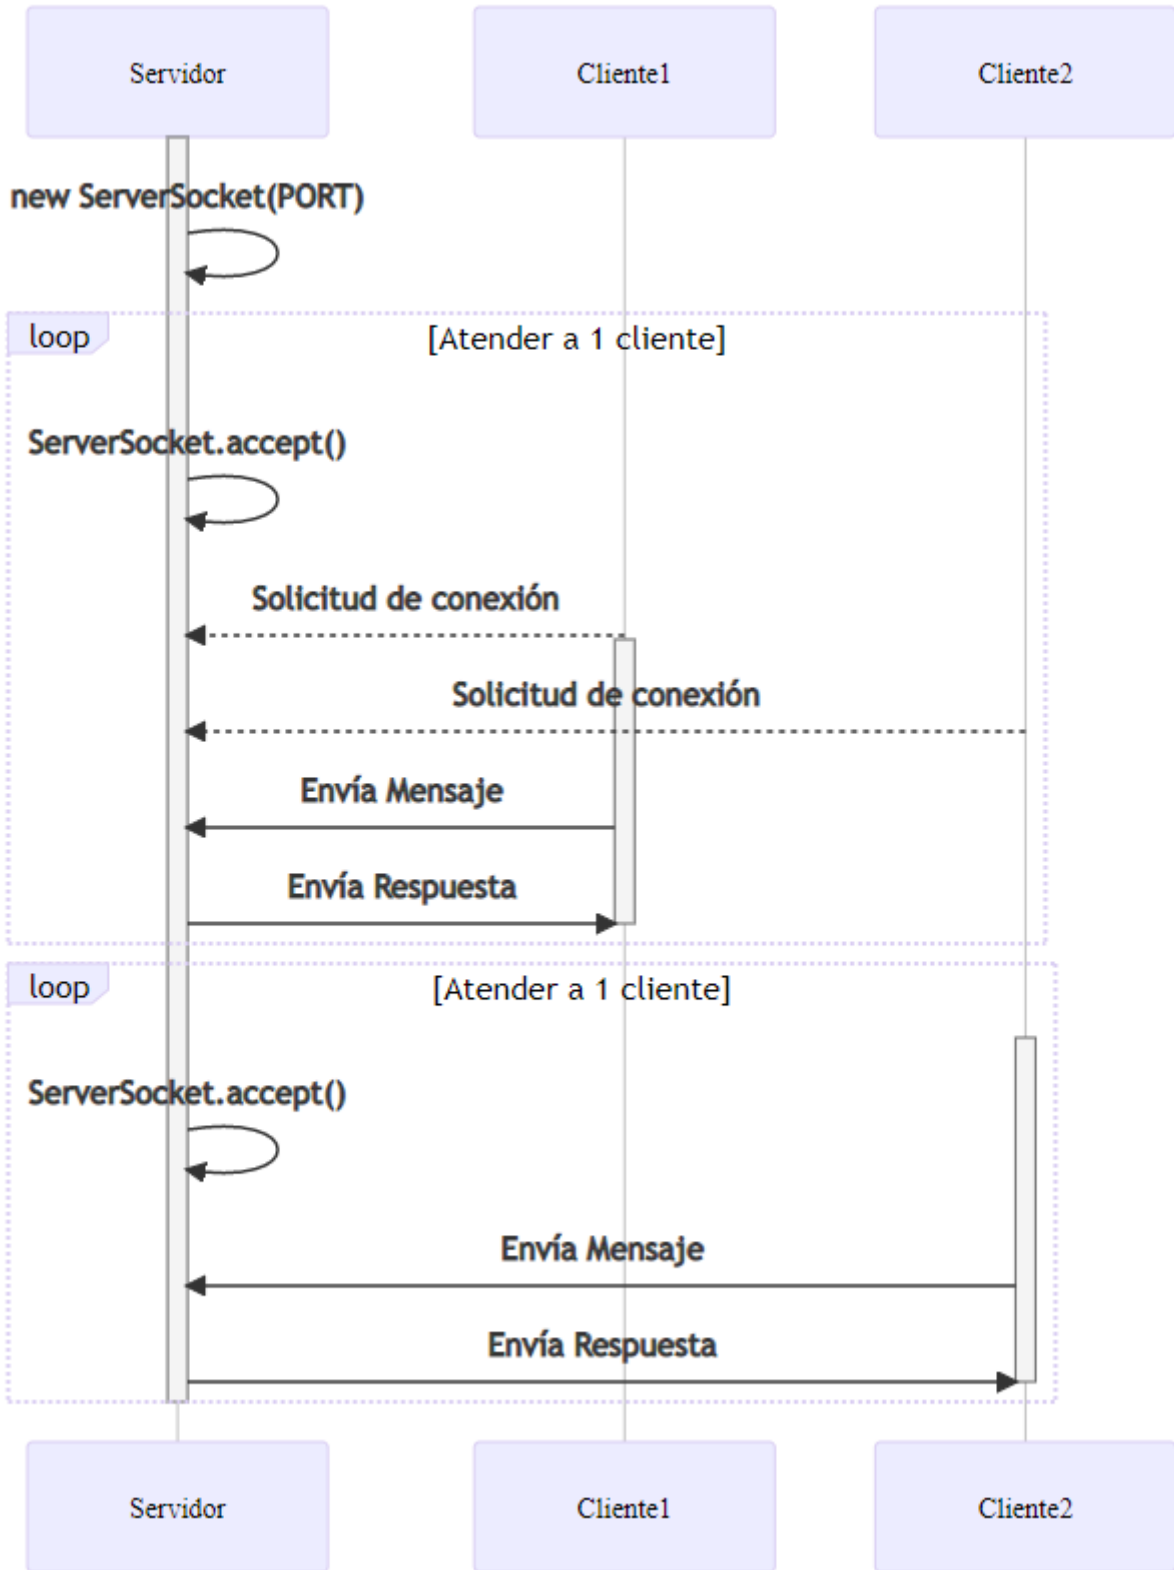 Servidor
Cliente1
Cliente2
new ServerSocket(PORT)
loop
[Atender a 1 cliente]
ServerSocket.accept()
Solicitud de conexión
Solicitud de conexión
Envía Mensaje
Envía Respuesta
loop
[Atender a 1 cliente]
ServerSocket.accept()
Envía Mensaje
Envía Respuesta
Servidor
Cliente1
Cliente2